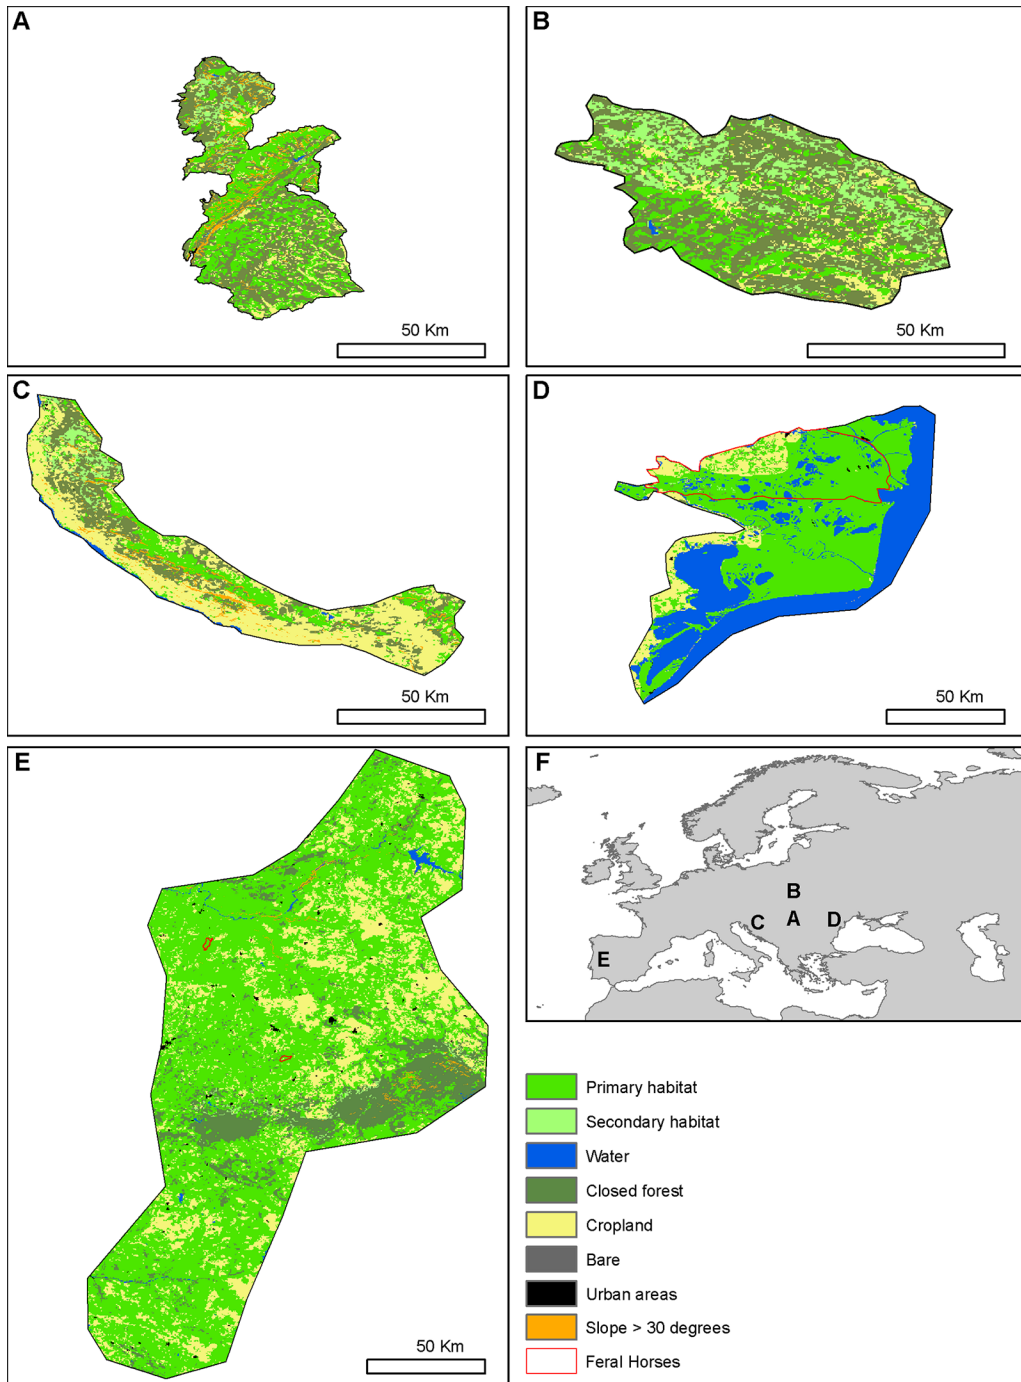 A
50 Km
B
50 Km
C
50 Km
D
50 Km
E
50 Km
F
B
A
C
D
E
Primary habitat
Secondary habitat
Water
Closed forest
Cropland
Bare
Urban areas
Slope > 30 degrees
Feral Horses